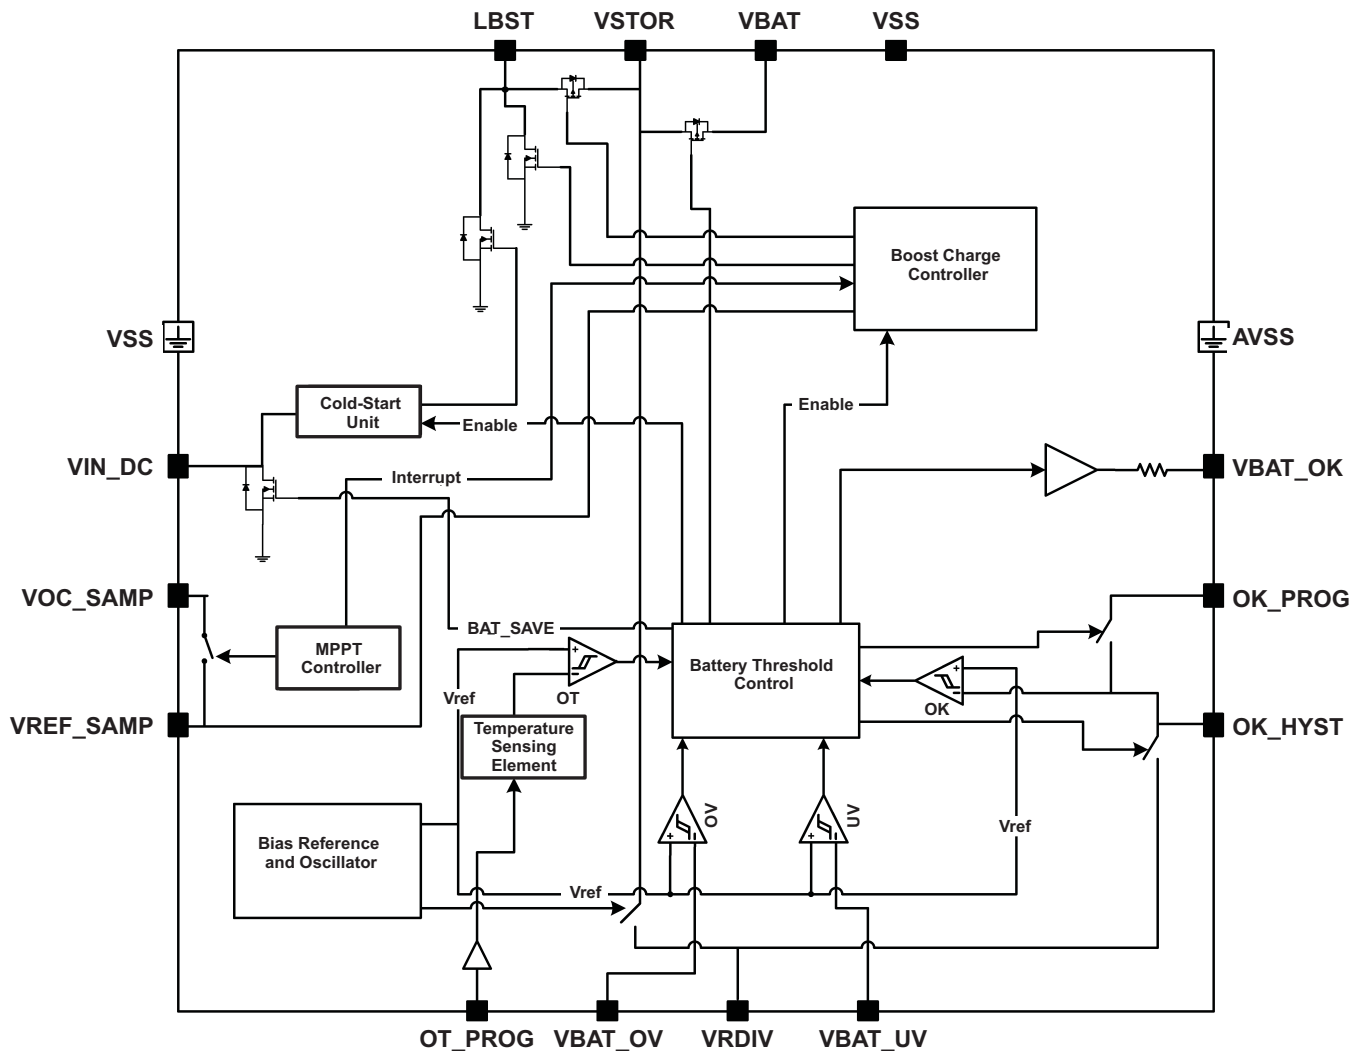 LBST
VSTOR
VBAT
VSS
Boost Charge
Controller
VSS
AVSS
Cold-Start
Unit
Enable
Enable
VIN_DC
Interrupt
VBAT_OK
VOC_SAMP
OK_PROG
BAT_SAVE
MPPT
Controller
Battery Threshold
Control
+
-
OT
Vref
+
-
OK
VREF_SAMP
OK_HYST
Temperature
Sensing
Element
OV
+
-
UV
+
-
Vref
Bias Reference
and Oscillator
Vref
OT_PROG
VBAT_OV
VRDIV
VBAT_UV